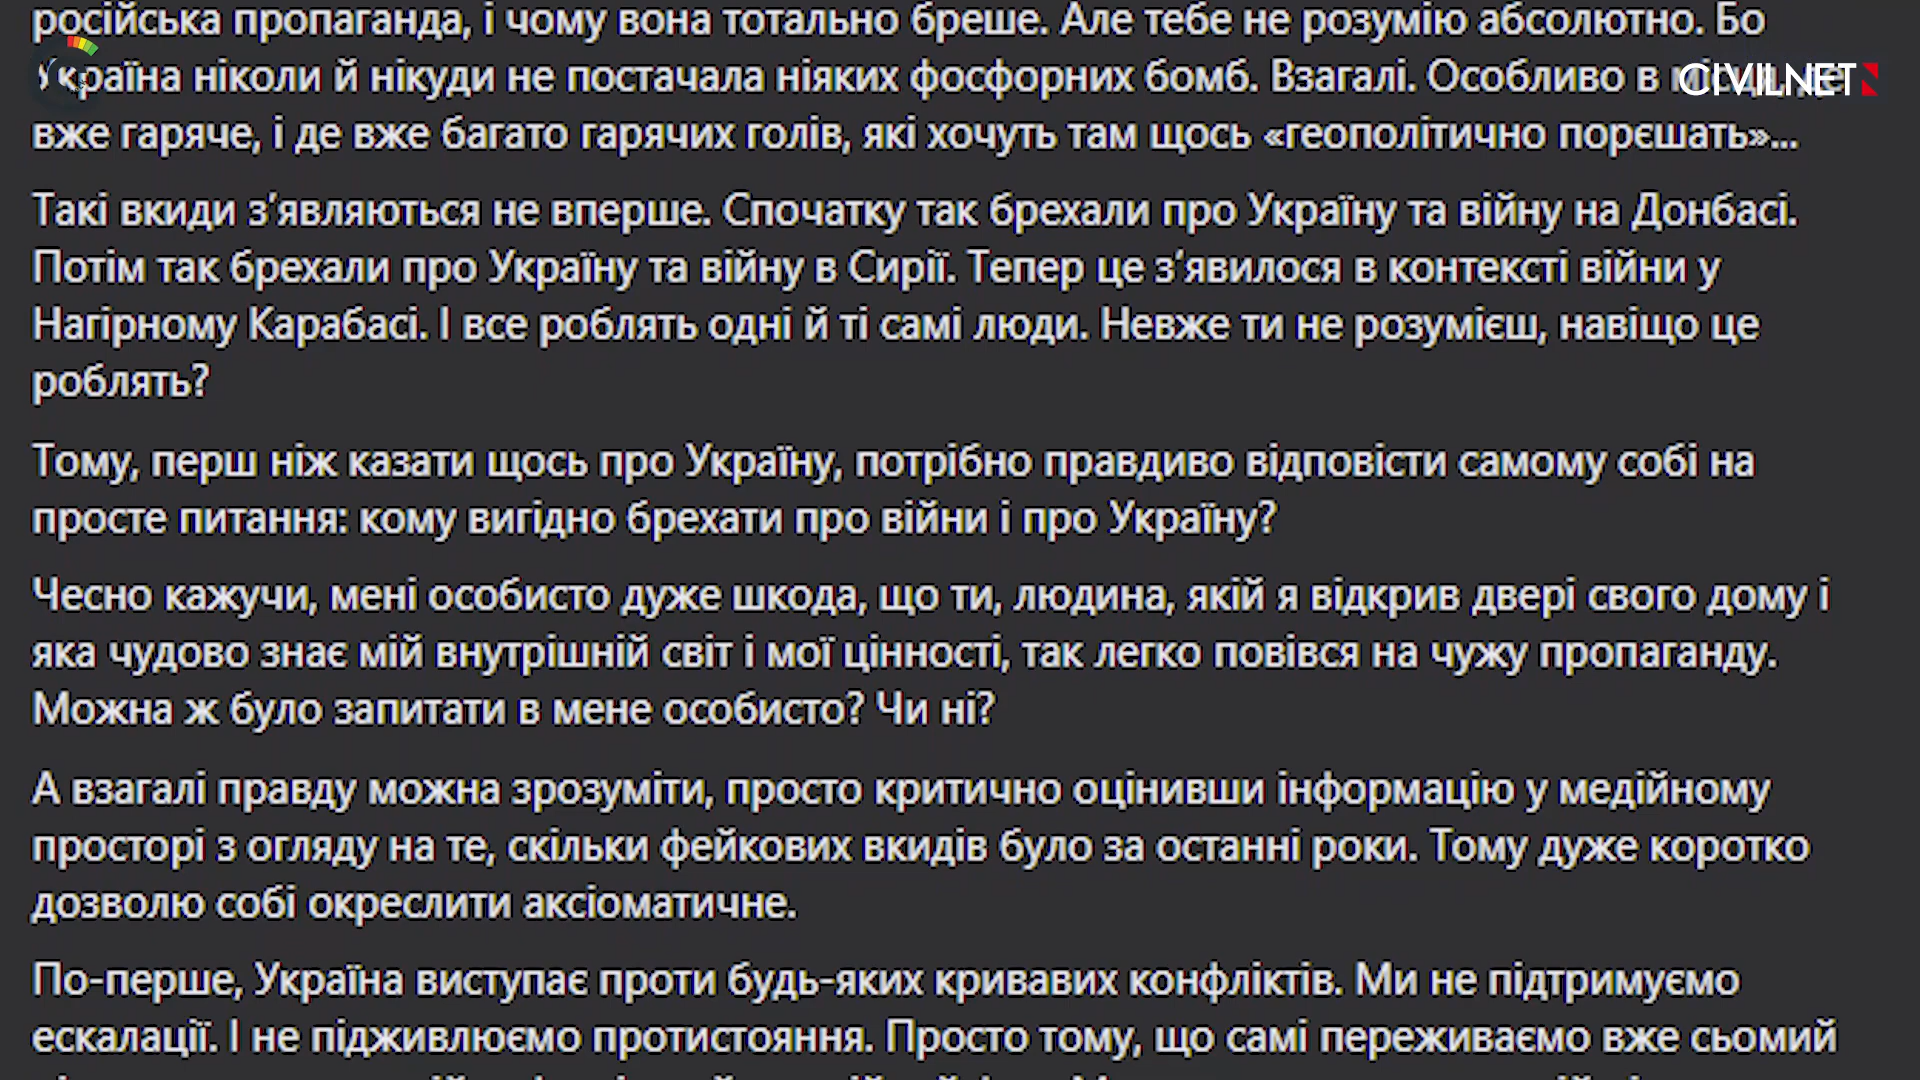 російська пропаганда, і чому вона тотально бреше. Але тебе не розумію абсолютно. Бо
Україна ніколи й нікуди не постачала ніяких фосфорних бомб. Взагалі. Особливо в
CIVILNET
вже гаряче, і де вже багато гарячих голів, які хочуть там щось «геополітично порєшать»...
Такі вкиди з’являються не вперше. Спочатку так брехали про Україну та війну на Донбасі.
Потім так брехали про Україну та війну в Сирії. Тепер це з’явилося в контексті війни у
Нагірному Карабасі. І все роблять одні й ті самі люди. Невже ти не розумієш, навіщо це
роблять?
Тому, перш ніж казати щось про Україну, потрібно правдиво відповісти самому собі на
просте питання: кому вигідно брехати про війни і про Україну?
Чесно кажучи, мені особисто дуже шкода, що ти, людина, якій я відкрив двері свого дому і
яка чудово знає мій внутрішній світ і мої цінності, так легко повівся на чужу пропаганду.
Можна ж було запитати в мене особисто? Чи ні?
А взагалі правду можна зрозуміти, просто критично оцінивши інформацію у медійному
просторі з огляду на те, скільки фейкових вкидів було за останні роки. Тому дуже коротко
дозволю собі окреслити аксіоматичне.
По-перше, Україна виступає проти будь-яких кривавих конфліктів. Ми не підтримуємо
ескалації. І не підживлюємо протистояння. Просто тому, що самі переживаємо вже сьомий